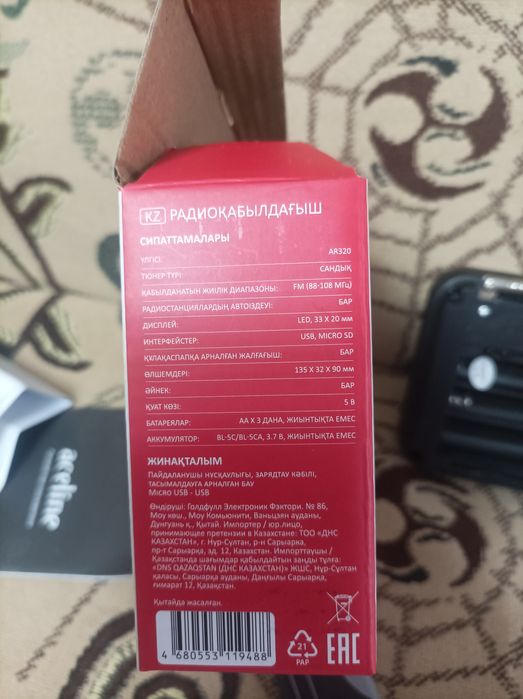 KZ РАДИОҚАБЫЛДАҒЫШ
СИПАТТАМАЛАРЫ
ҮЛГІСІ: AR320
ТЮНЕР ТҮРІ: САНДЫҚ
ҚАБЫЛДАНАТЫН ЖИІЛІК ДИАПАЗОНЫ: FM (88-108 МГц)
РАДИОСТАНЦИЯЛАРДЫҢ АВТОІЗДЕУІ: БАР
ДИСПЛЕЙ: LED, 33 X 20 мм
ИНТЕРФЕЙСТЕР: USB, MICRO SD
ҚҰЛАҚАСПАПҚА АРНАЛҒАН ЖАЛҒАҒЫШ: БАР
ӨЛШЕМДЕРІ: 135 X 32 X 90 мм
ӘЙНЕК: БАР
ҚУАТ КӨЗІ: 5 В
БАТАРЕЯЛАР: АА X 3 ДАНА, ЖИЫНТЫҚТА ЕМЕС
АККУМУЛЯТОР: BL-5C/BL-5CA, 3.7 В, ЖИЫНТЫҚТА ЕМЕС
ЖИНАҚТАЛЫМ
ПАЙДАЛАНУШЫ НҰСҚАУЛЫҒЫ, ЗАРЯДТАУ КӘБІЛІ,
ТАСЫМАЛДАУҒА АРНАЛҒАН БАУ
MICRO USB - USB
Өндіруші: Голдфулл Электроник Фэктори. № 86,
Моу көш., Моу Комьюнити, Ваньцзян ауданы,
Дунгуань қ., Қытай. Импортер / юр.лицо,
принимающее претензии в Казахстане: ТОО «ДНС
КАЗАХСТАН», г. Нур-Султан, р-н Сарыарка,
пр-т Сарыарка, зд. 12, Казахстан. Импорттаушы /
Қазақстанда шағымдар қабылдайтын заңды тұлға:
«DNS QAZAQSTAN (ДНС КАЗАХСТАН)» ЖШС, Нұр-Сұлтан
қаласы, Сарыарқа ауданы, Даңғылы Сарыарқа,
ғимарат 12, Қазақстан.
Қытайда жасалған.
4 680553 119488
21
PAP
EAC
aceline